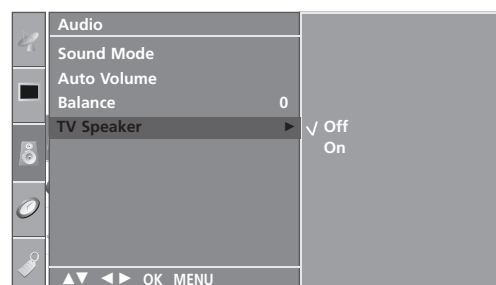 Audio
Sound Mode
Auto Volume
Balance 0
TV Speaker ▶ √ Off
On
▲▼ ◄► OK MENU